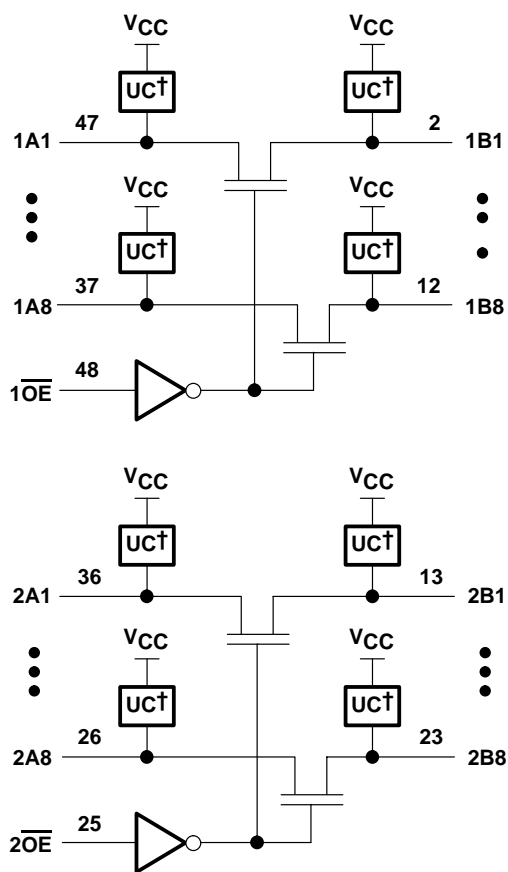 VCC VCC
UC† UC†
1A1 47 2 1B1
VCC VCC
UC† UC†
1A8 37 12 1B8
1OE 48
VCC VCC
UC† UC†
2A1 36 13 2B1
VCC VCC
UC† UC†
2A8 26 23 2B8
2OE 25